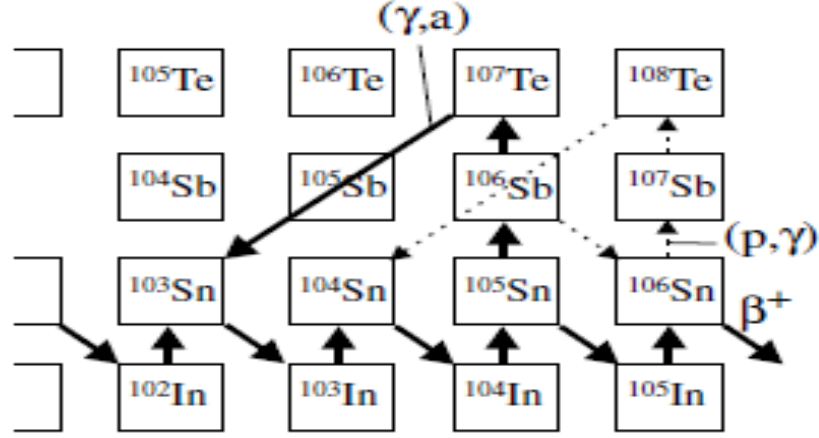 (γ,a)
¹⁰⁵Te ¹⁰⁶Te ¹⁰⁷Te ¹⁰⁸Te
¹⁰⁴Sb ¹⁰⁵Sb ¹⁰⁶Sb ¹⁰⁷Sb
(p,γ)
¹⁰³Sn ¹⁰⁴Sn ¹⁰⁵Sn ¹⁰⁶Sn
β⁺
¹⁰²In ¹⁰³In ¹⁰⁴In ¹⁰⁵In